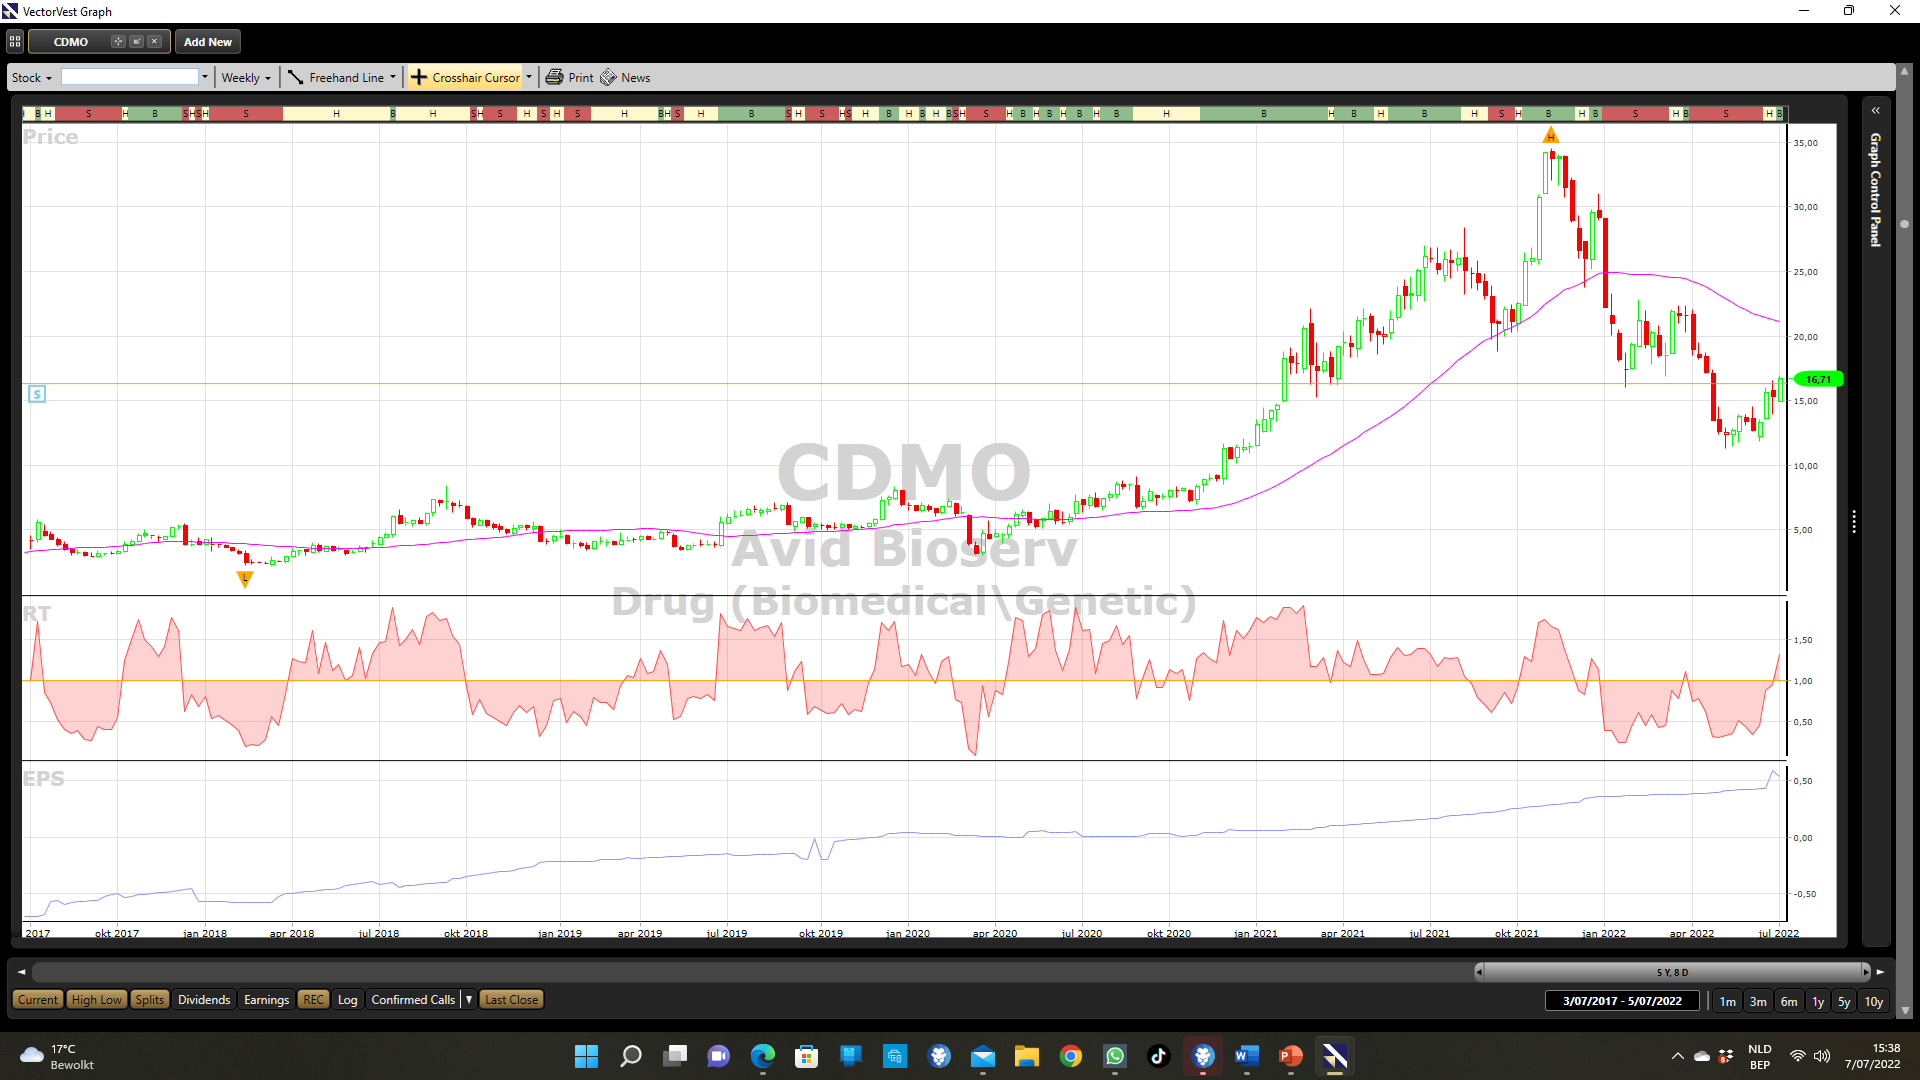 VectorVest Graph
CDMO Add New
Stock Weekly Freehand Line Crosshair Cursor Print News
B H S H B S H S H S H B H S H S H S H S H B H S H B S H S H S H B H B H B S H S H B H B H B H B H B H B H B H S H B H B S H B S H B
Price
H
35,00
30,00
25,00
20,00
16,71
S
15,00
CDMO
10,00
Avid Bioserv
5,00
L
Drug (Biomedical\Genetic)
RT
1,50
1,00
0,50
EPS
0,50
0,00
-0,50
2017 okt 2017 jan 2018 apr 2018 jul 2018 okt 2018 jan 2019 apr 2019 jul 2019 okt 2019 jan 2020 apr 2020 jul 2020 okt 2020 jan 2021 apr 2021 jul 2021 okt 2021 jan 2022 apr 2022 jul 2022
Graph Control Panel
5 Y, 8 D
Current High Low Splits Dividends Earnings REC Log Confirmed Calls Last Close 3/07/2017 - 5/07/2022 1m 3m 6m 1y 5y 10y
17°C
Bewolkt
NLD
BEP
15:38
7/07/2022